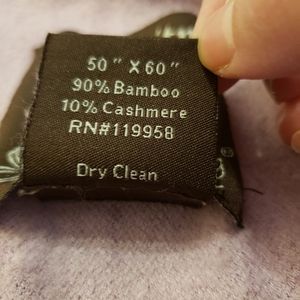 50" X 60"
90% Bamboo
10% Cashmere
RN#119958
Dry Clean